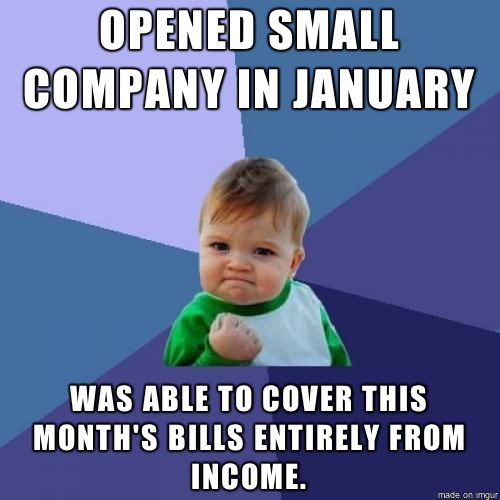 OPENED SMALL
COMPANY IN JANUARY
WAS ABLE TO COVER THIS
MONTH'S BILLS ENTIRELY FROM
INCOME.
made on imgur